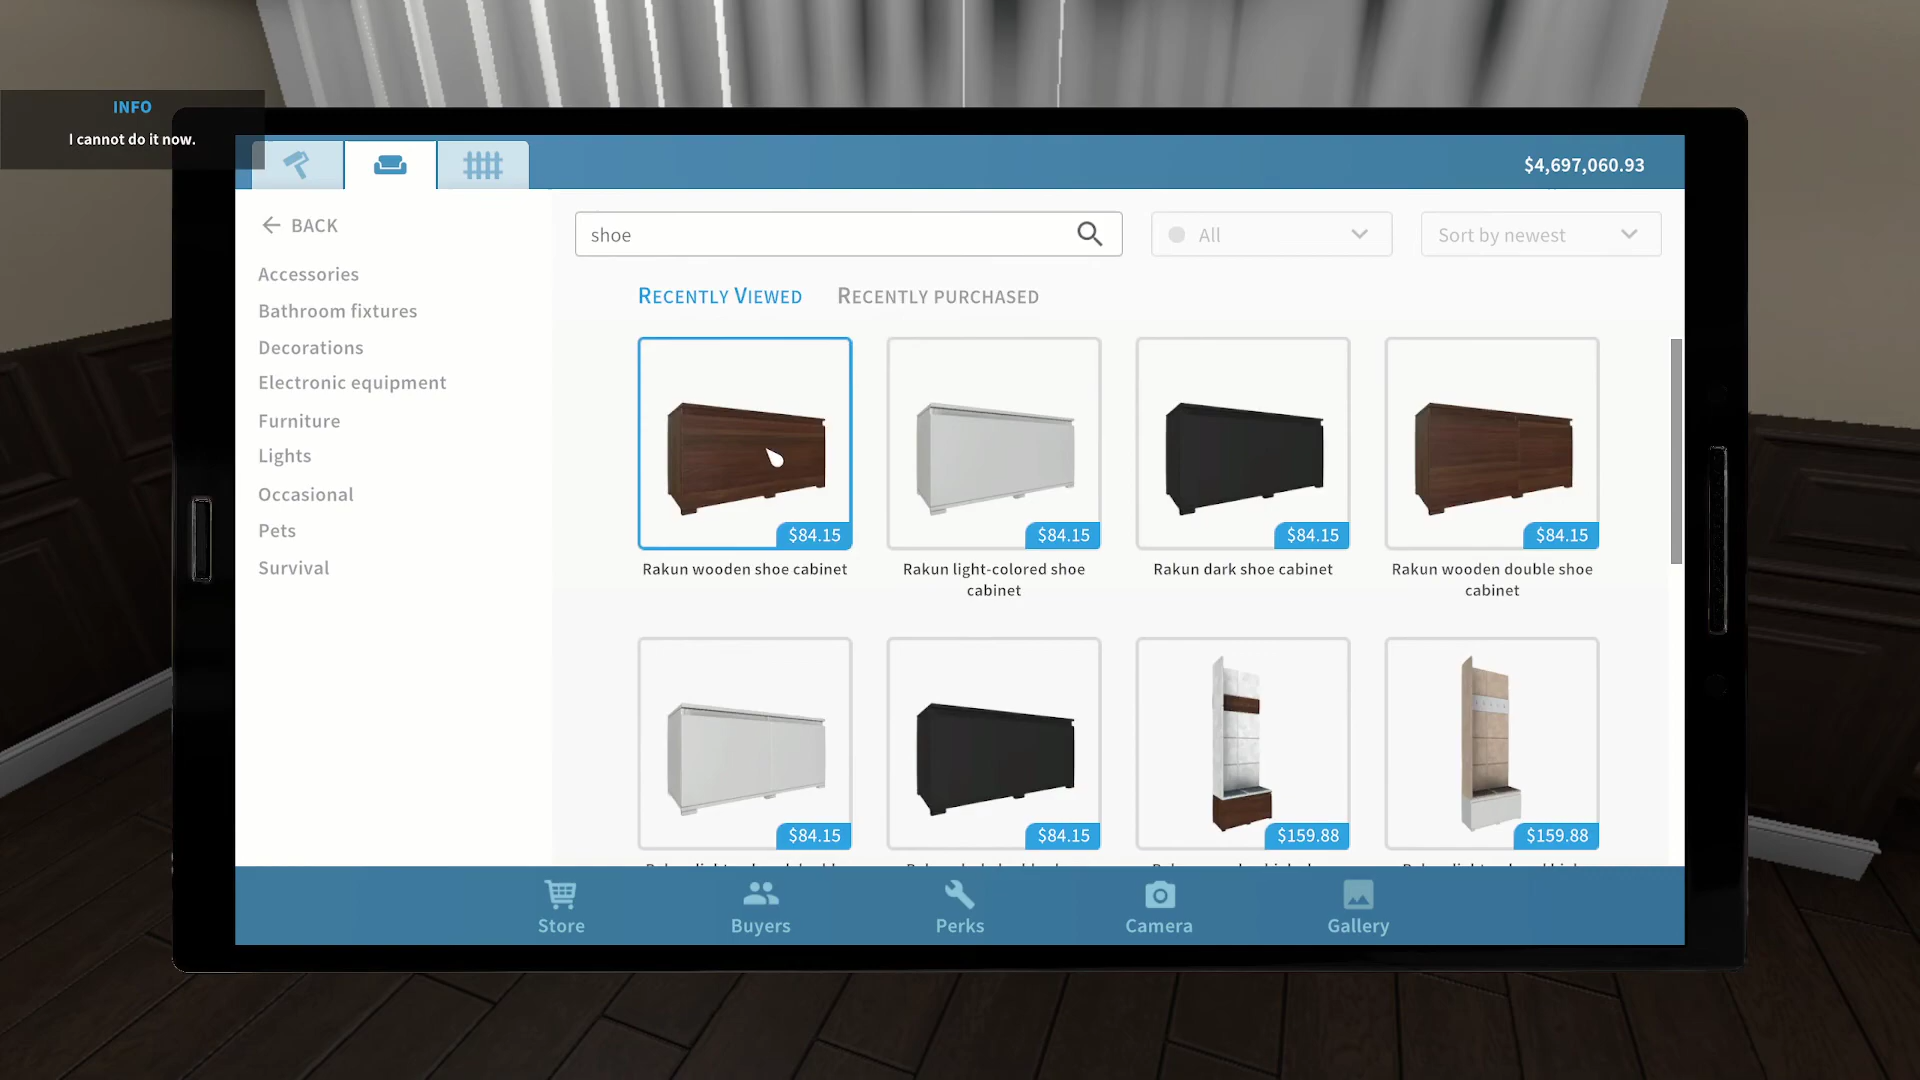 INFO
I cannot do it now.
$4,697,060.93
BACK
shoe
All
Sort by newest
Accessories
Bathroom fixtures
Decorations
Electronic equipment
Furniture
Lights
Occasional
Pets
Survival
RECENTLY VIEWED
RECENTLY PURCHASED
$84.15
$84.15
$84.15
$84.15
Rakun wooden shoe cabinet
Rakun light-colored shoe
cabinet
Rakun dark shoe cabinet
Rakun wooden double shoe
cabinet
$84.15
$84.15
$159.88
$159.88
Store
Buyers
Perks
Camera
Gallery